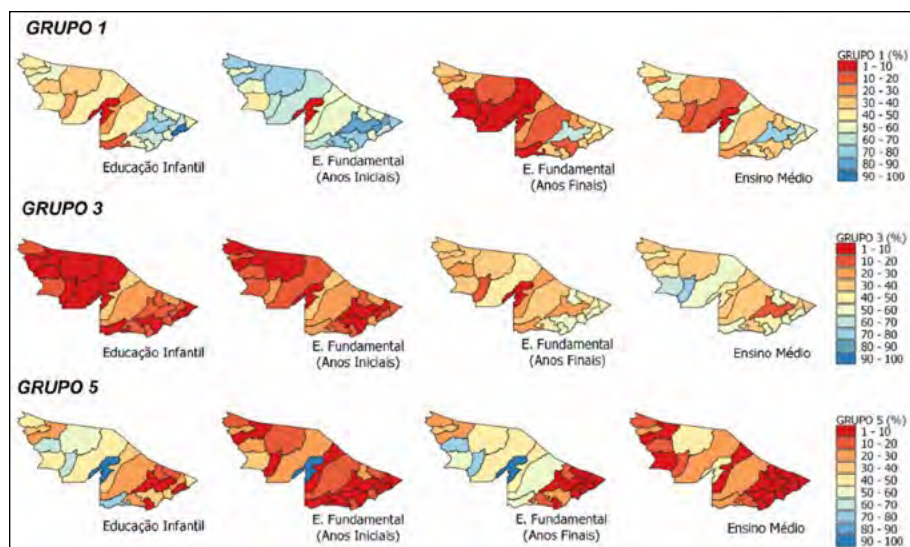 GRUPO 1
Educação Infantil
E. Fundamental
(Anos Iniciais)
E. Fundamental
(Anos Finais)
Ensino Médio
GRUPO 1 (%)
1 - 10
10 - 20
20 - 30
30 - 40
40 - 50
50 - 60
60 - 70
70 - 80
80 - 90
90 - 100
GRUPO 3
Educação Infantil
E. Fundamental
(Anos Iniciais)
E. Fundamental
(Anos Finais)
Ensino Médio
GRUPO 3 (%)
1 - 10
10 - 20
20 - 30
30 - 40
40 - 50
50 - 60
60 - 70
70 - 80
80 - 90
90 - 100
GRUPO 5
Educação Infantil
E. Fundamental
(Anos Iniciais)
E. Fundamental
(Anos Finais)
Ensino Médio
GRUPO 5 (%)
1 - 10
10 - 20
20 - 30
30 - 40
40 - 50
50 - 60
60 - 70
70 - 80
80 - 90
90 - 100